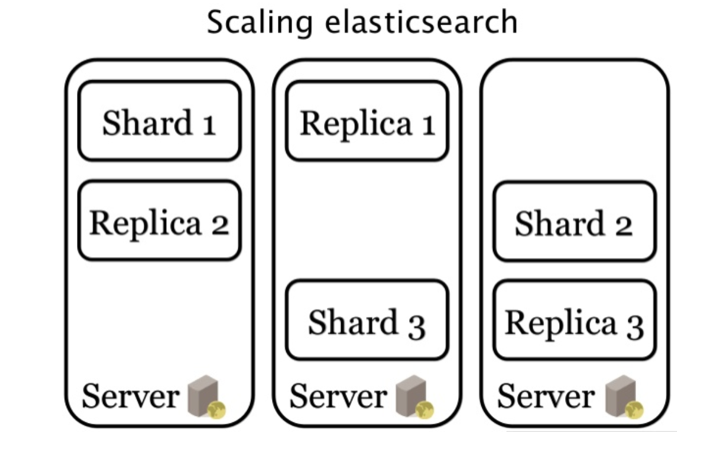 Scaling elasticsearch
Shard 1
Replica 2
Server
Replica 1
Shard 3
Server
Shard 2
Replica 3
Server